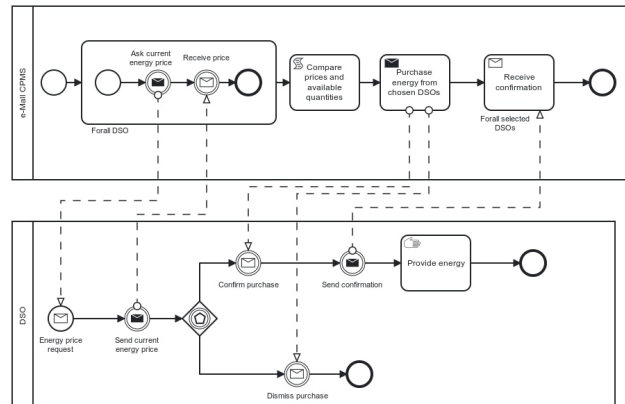 e-Mall CPMS
Ask current
energy price
Receive price
Forall DSO
Compare
prices and
available
quantities
Purchase
energy from
chosen DSOs
Receive
confirmation
Forall selected
DSOs
DSO
Confirm purchase
Send confirmation
Provide energy
Energy price
request
Send current
energy price
Dismiss purchase